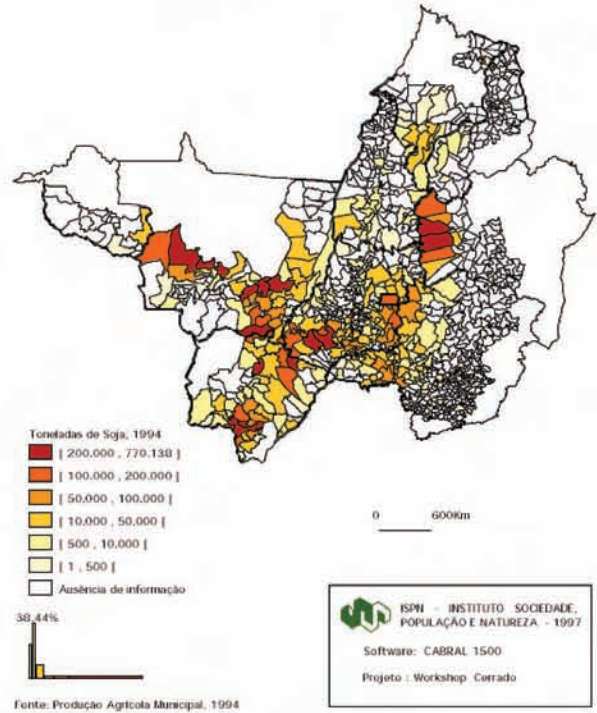 Toneladas de Soja, 1994
[ 200.000 , 770.138 ]
[ 100.000 , 200.000 [
[ 50.000 , 100.000 [
[ 10.000 , 50.000 [
[ 500 , 10.000 [
[ 1 , 500 [
Ausência de informação
0 600Km
38,44%
Fonte: Produção Agrícola Municipal, 1994
ISPN - INSTITUTO SOCIEDADE,
POPULAÇÃO E NATUREZA - 1997
Software: CABRAL 1500
Projeto : Workshop Cerrado